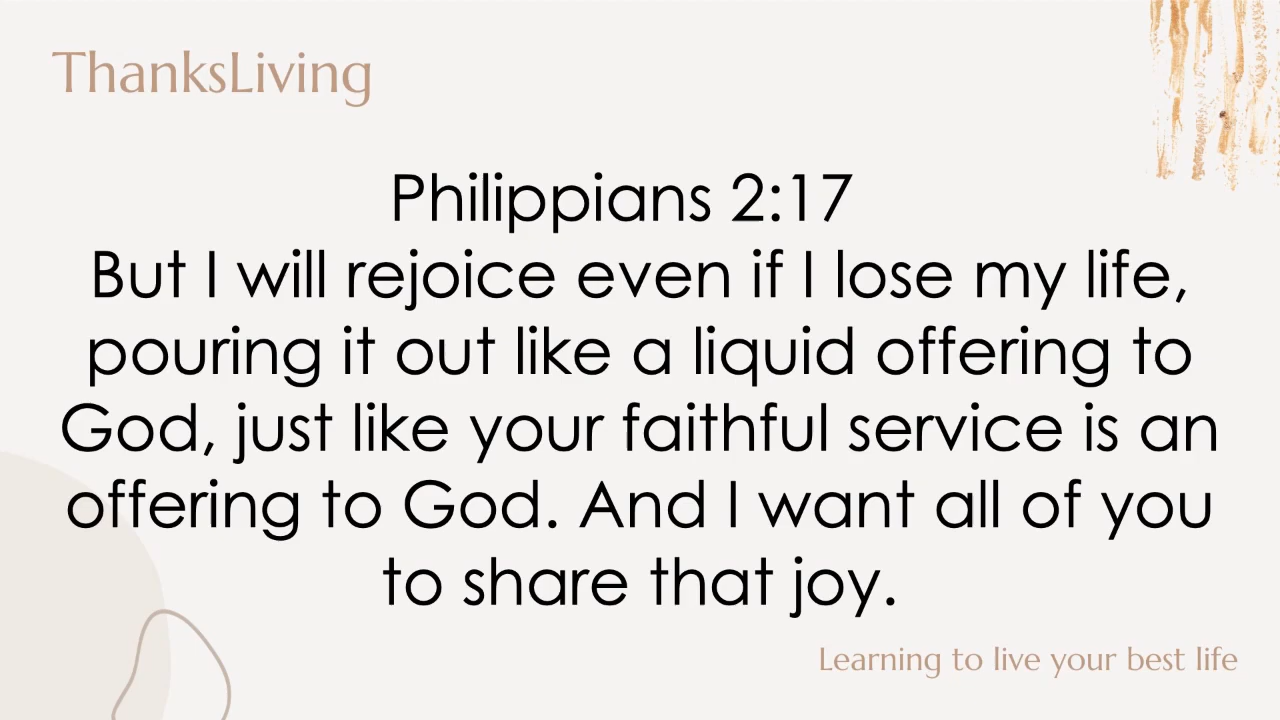 ThanksLiving
Philippians 2:17
But I will rejoice even if I lose my life,
pouring it out like a liquid offering to
God, just like your faithful service is an
offering to God. And I want all of you
to share that joy.
Learning to live your best life